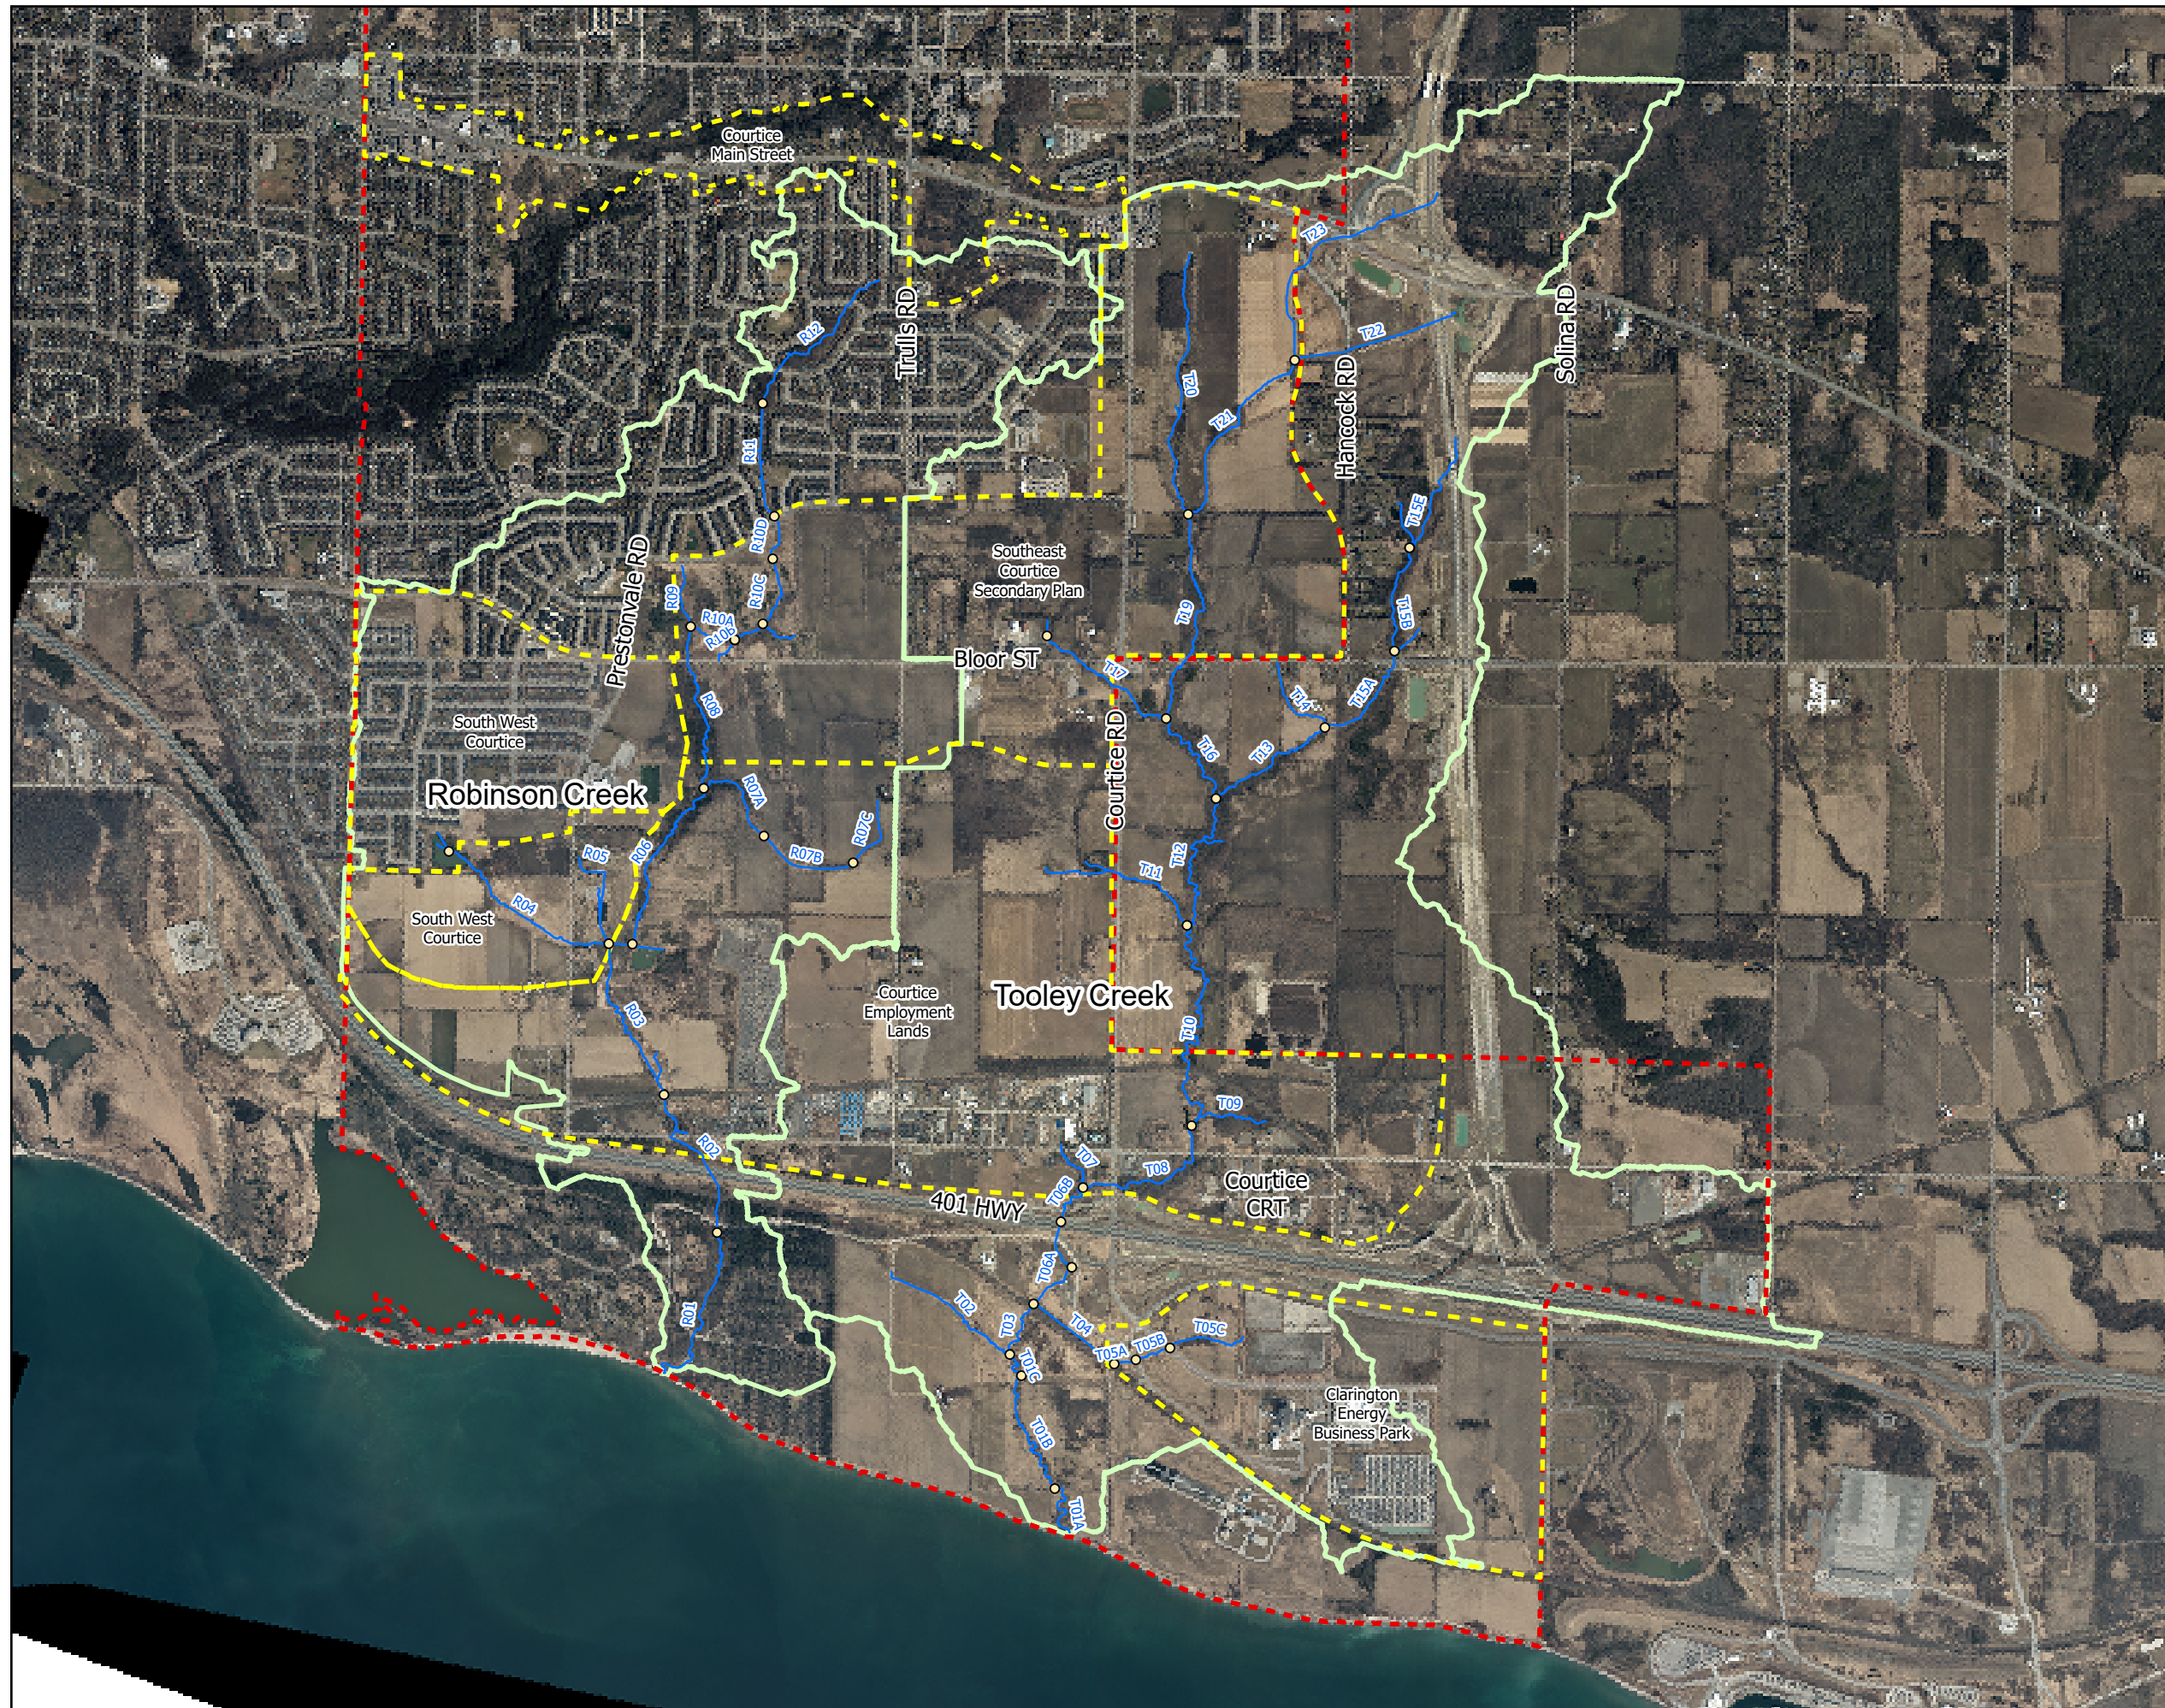 Courtice
Main Street
T23
Trulls RD
Solina RD
R12
T22
T20
T21
Hancock RD
R11
T15E
R10D
Prestonvale RD
Southeast
Courtice
Secondary Plan
R09
R10C
R10A
R10B
T19
T15B
Bloor ST
T17
R08
T14
T15A
South West
Courtice
Courtice RD
T16
T13
Robinson Creek
R07A
R07C
R05
R06
R07B
T12
T11
R04
South West
Courtice
Courtice
Employment
Lands
Tooley Creek
R03
T10
T09
R02
T07
T08
T06B
Courtice
CRT
401 HWY
T06A
T02
R01
T03
T04
T05C
T05B
T05A
T01C
Clarington
Energy
Business Park
T01B
T01A